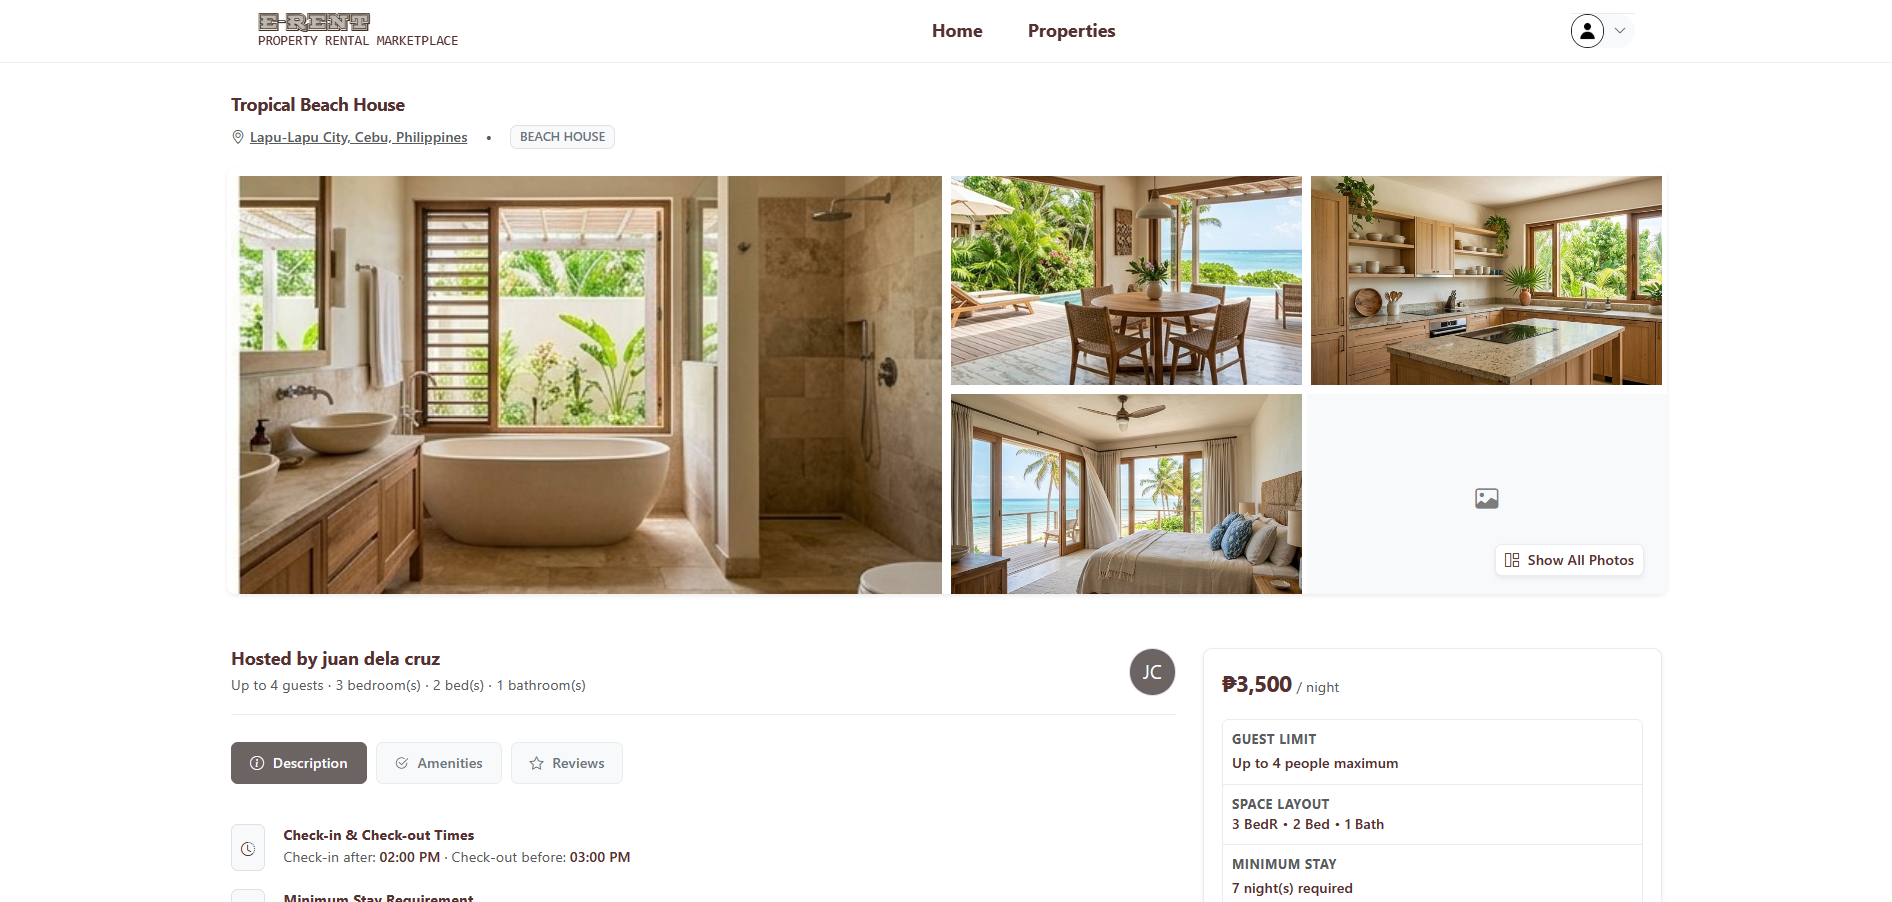 E-RENT
PROPERTY RENTAL MARKETPLACE
Home
Properties
Tropical Beach House
Lapu-Lapu City, Cebu, Philippines • BEACH HOUSE
Show All Photos
Hosted by juan dela cruz
Up to 4 guests · 3 bedroom(s) · 2 bed(s) · 1 bathroom(s)
JC
Description
Amenities
Reviews
Check-in & Check-out Times
Check-in after: 02:00 PM · Check-out before: 03:00 PM
Minimum Stay Requirement
₱3,500 / night
GUEST LIMIT
Up to 4 people maximum
SPACE LAYOUT
3 BedR • 2 Bed • 1 Bath
MINIMUM STAY
7 night(s) required